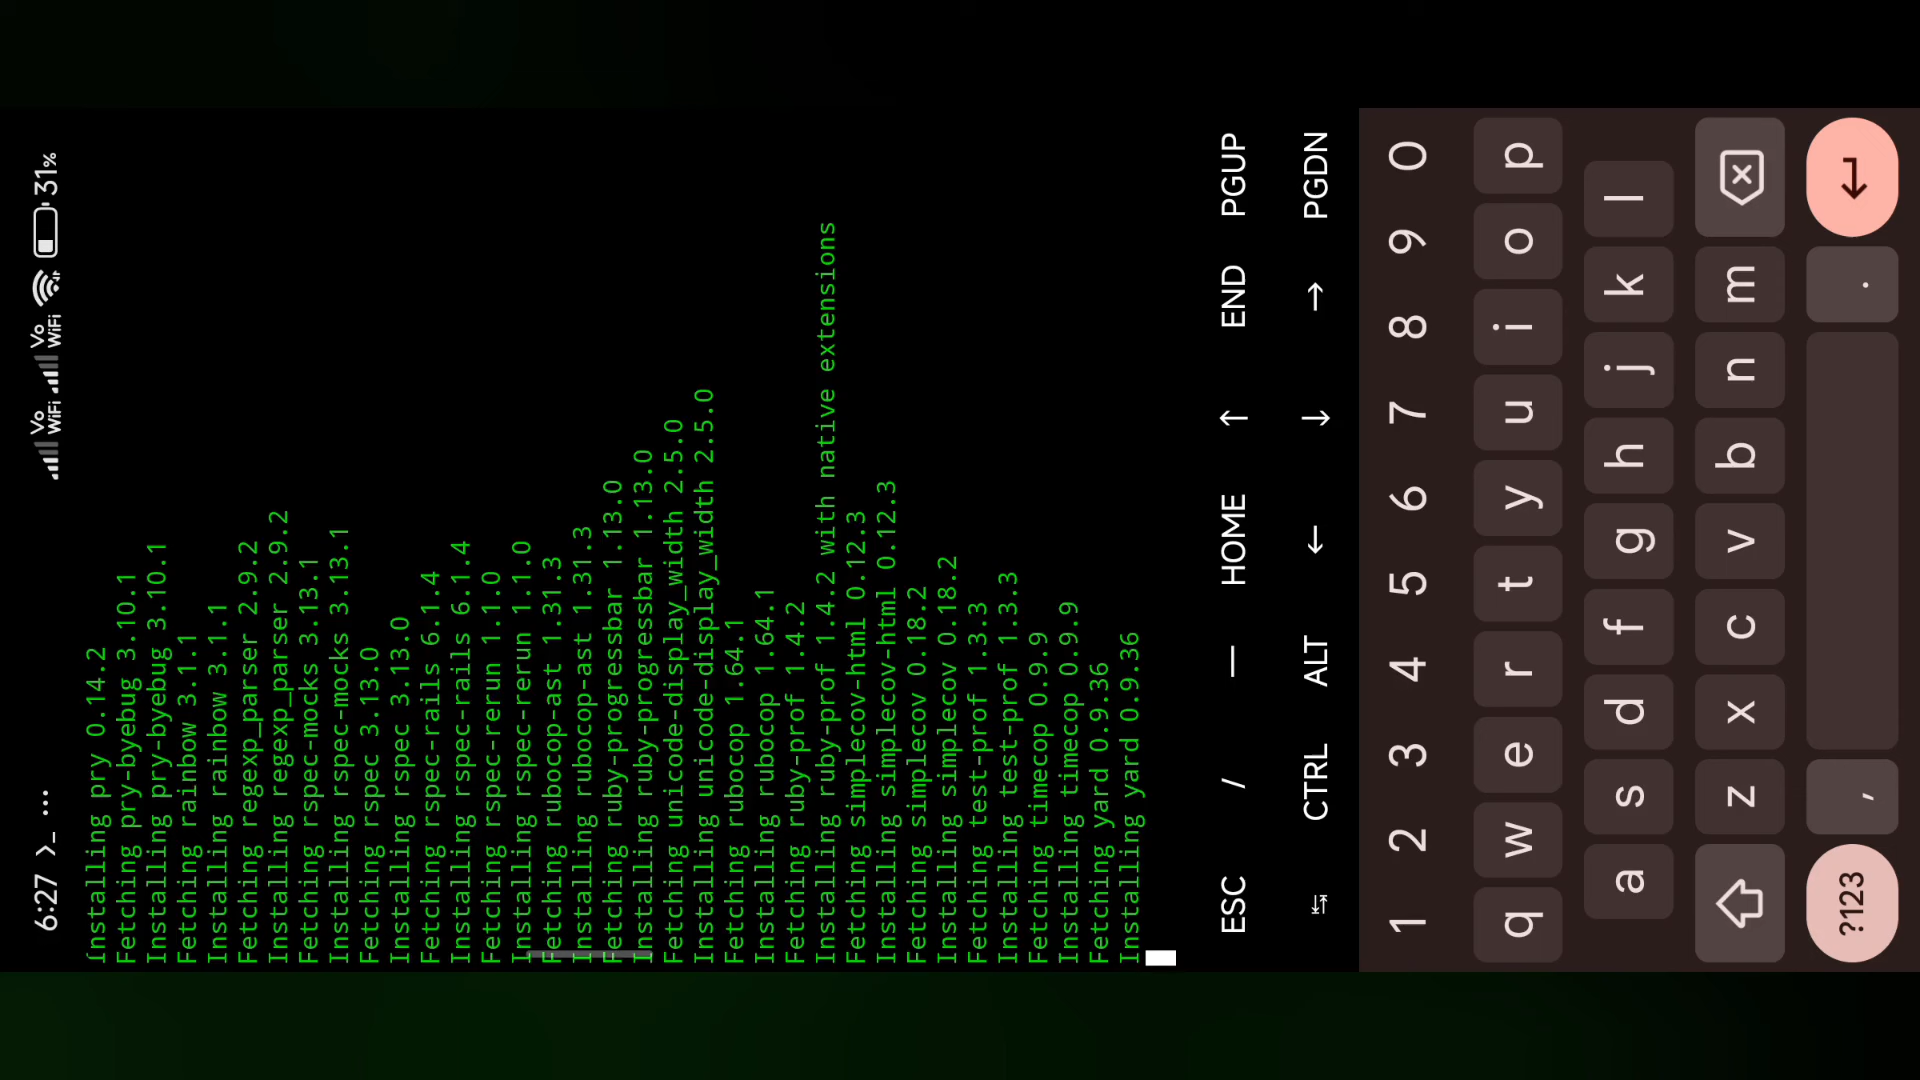 6:27 >_ ...
Vo WiFi Vo WiFi 31%
Installing pry 0.14.2
Fetching pry-byebug 3.10.1
Installing pry-byebug 3.10.1
Fetching rainbow 3.1.1
Installing rainbow 3.1.1
Fetching regexp_parser 2.9.2
Installing regexp_parser 2.9.2
Fetching rspec-mocks 3.13.1
Installing rspec-mocks 3.13.1
Fetching rspec 3.13.0
Installing rspec 3.13.0
Fetching rspec-rails 6.1.4
Installing rspec-rails 6.1.4
Fetching rspec-rerun 1.1.0
Installing rspec-rerun 1.1.0
Fetching rubocop-ast 1.31.3
Installing rubocop-ast 1.31.3
Fetching ruby-progressbar 1.13.0
Installing ruby-progressbar 1.13.0
Fetching unicode-display_width 2.5.0
Installing unicode-display_width 2.5.0
Fetching rubocop 1.64.1
Installing rubocop 1.64.1
Fetching ruby-prof 1.4.2
Installing ruby-prof 1.4.2 with native extensions
Fetching simplecov-html 0.12.3
Installing simplecov-html 0.12.3
Fetching simplecov 0.18.2
Installing simplecov 0.18.2
Fetching test-prof 1.3.3
Installing test-prof 1.3.3
Fetching timecop 0.9.9
Installing timecop 0.9.9
Fetching yard 0.9.36
Installing yard 0.9.36
ESC / — HOME ↑ END PGUP
↹ CTRL ALT ← ↓ → PGDN
1 2 3 4 5 6 7 8 9 0
q w e r t y u i o p
a s d f g h j k l
z x c v b n m
?123 , .